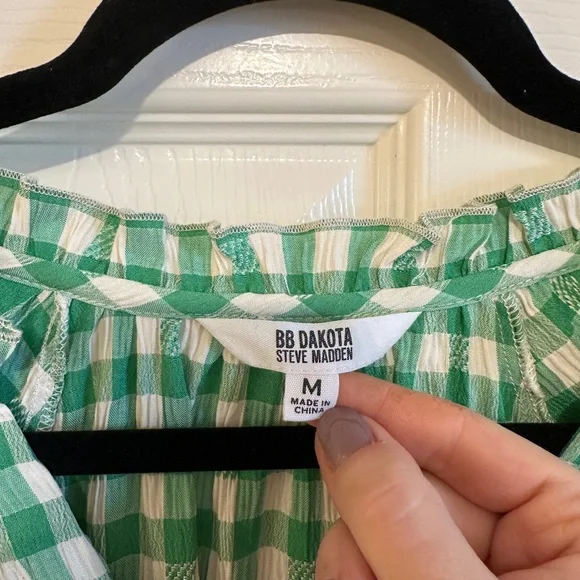 BB DAKOTA
STEVE MADDEN
M
MADE IN
CHINA